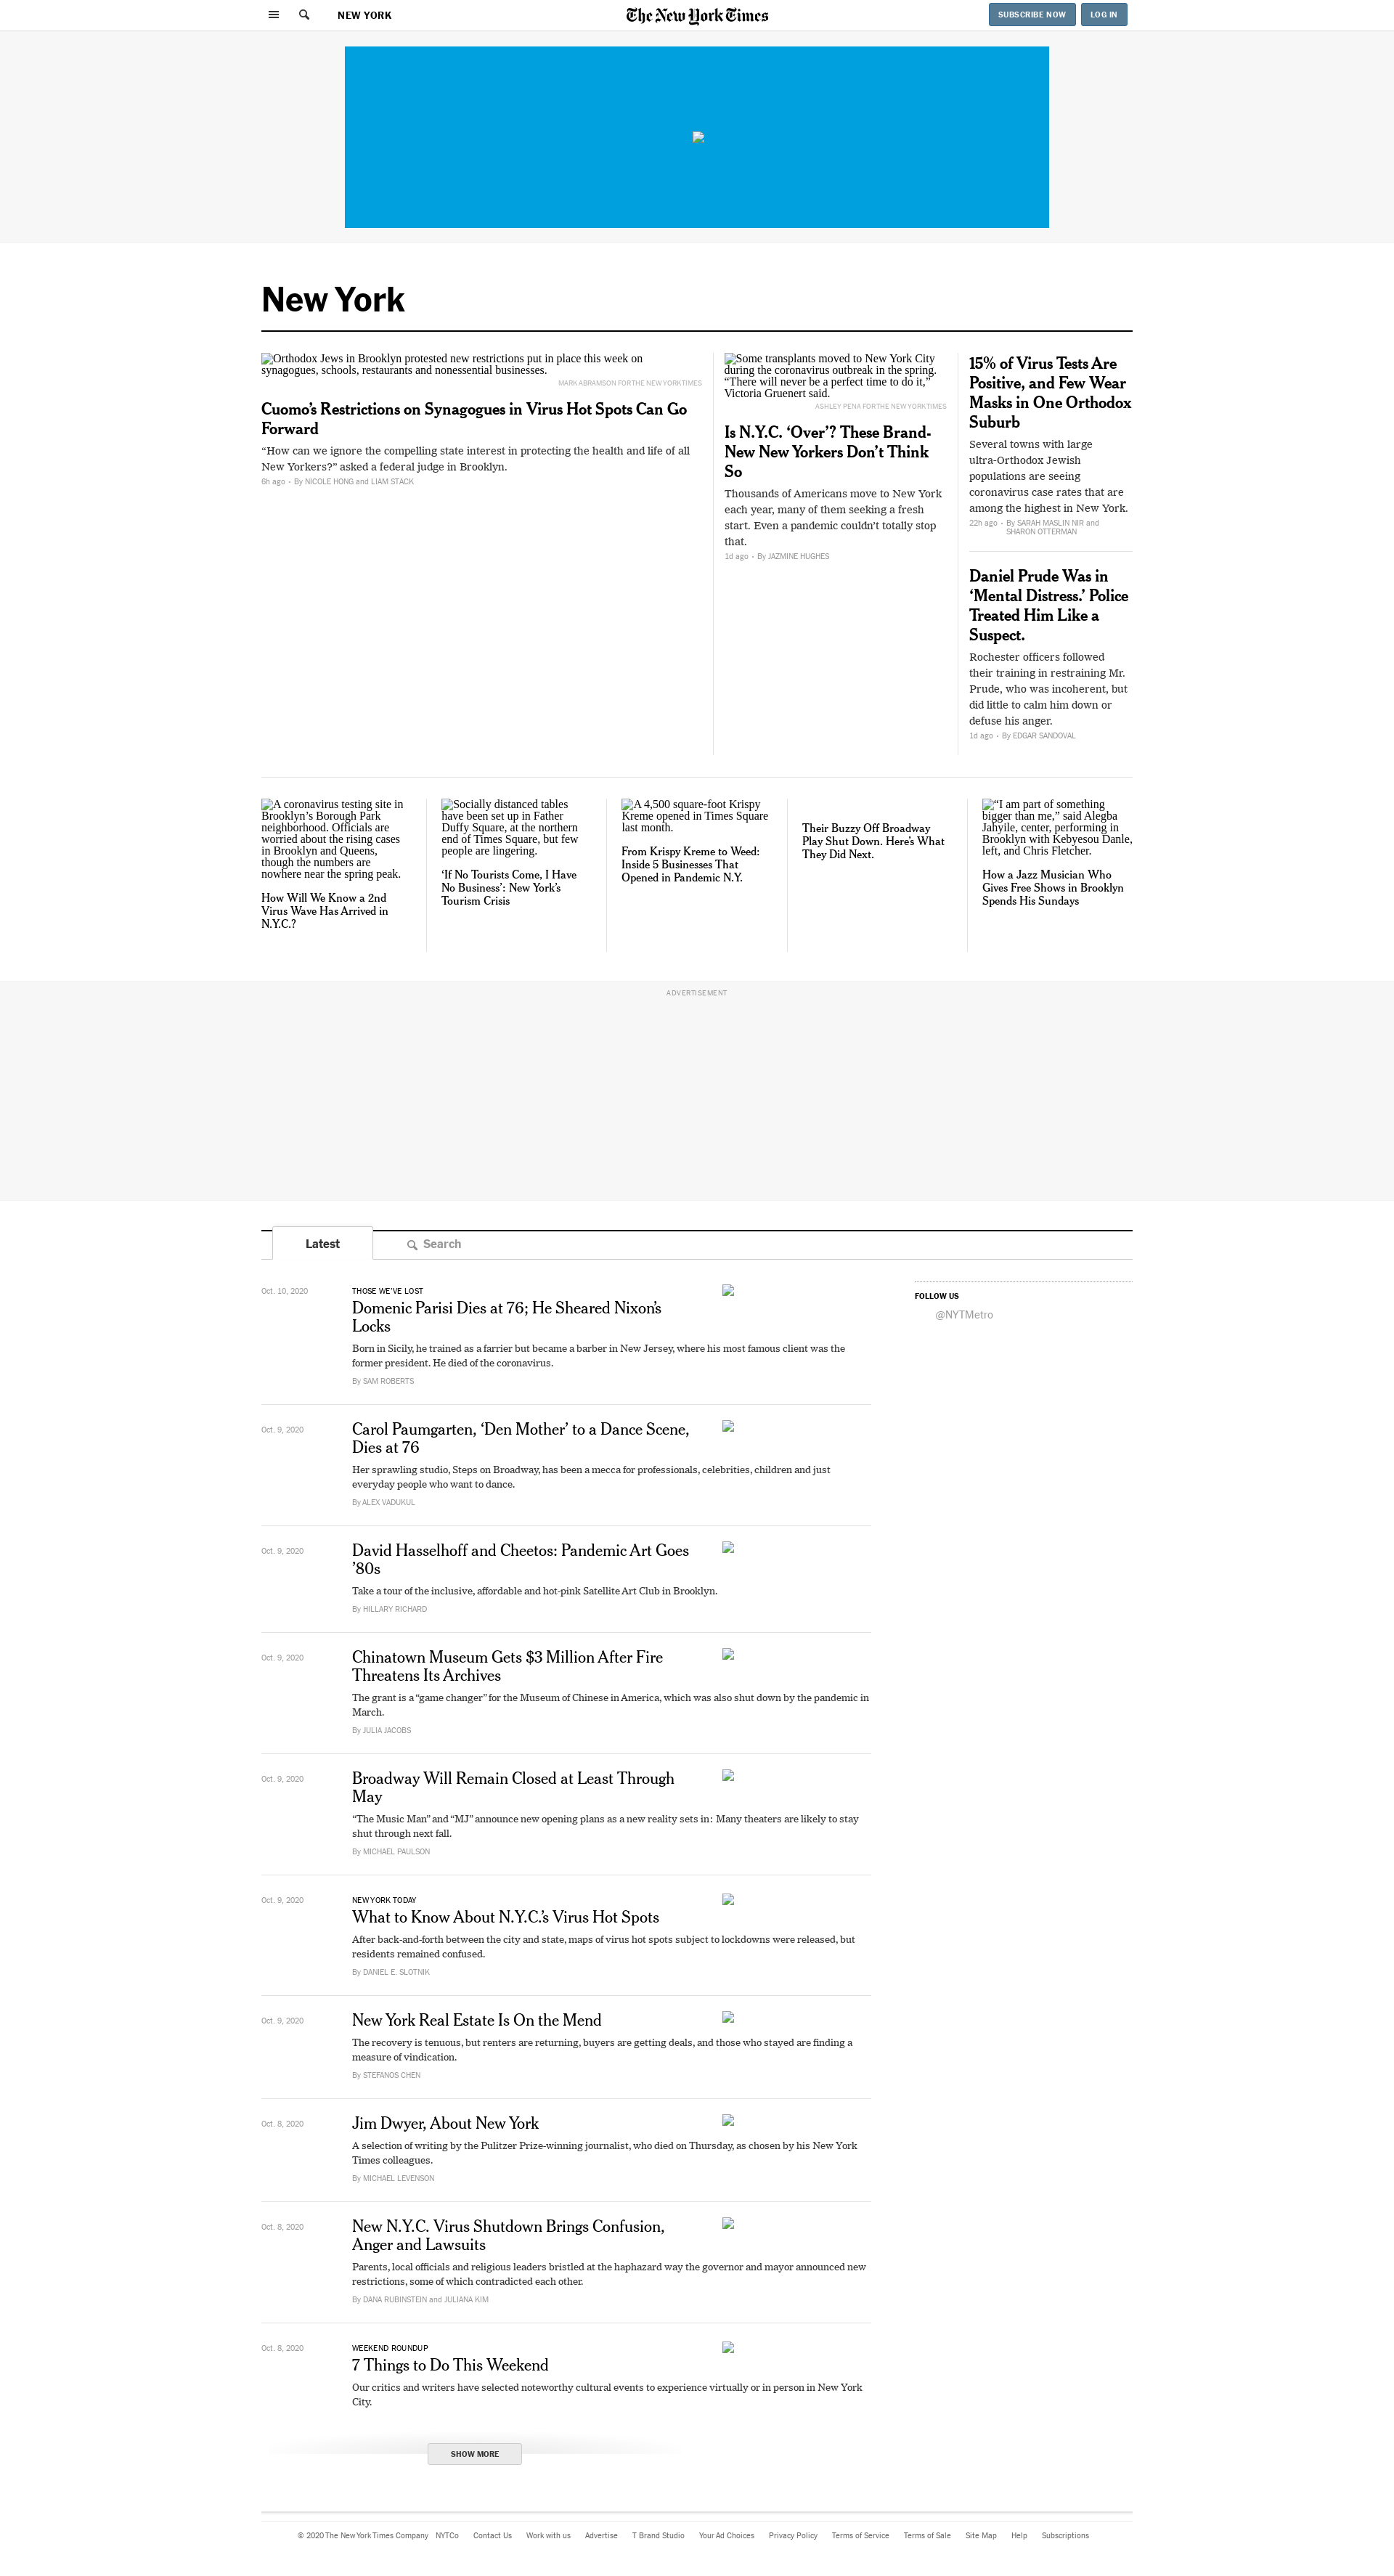 NEW YORK
The New York Times
SUBSCRIBE NOW
LOG IN
New York
Orthodox Jews in Brooklyn protested new restrictions put in place this week on
synagogues, schools, restaurants and nonessential businesses.
MARK ABRAMSON FOR THE NEW YORK TIMES
Cuomo’s Restrictions on Synagogues in Virus Hot Spots Can Go
Forward
“How can we ignore the compelling state interest in protecting the health and life of all
New Yorkers?” asked a federal judge in Brooklyn.
6h ago • By NICOLE HONG and LIAM STACK
Some transplants moved to New York City
during the coronavirus outbreak in the spring.
“There will never be a perfect time to do it,”
Victoria Gruenert said.
ASHLEY PENA FOR THE NEW YORK TIMES
Is N.Y.C. ‘Over’? These Brand-
New New Yorkers Don’t Think
So
Thousands of Americans move to New York
each year, many of them seeking a fresh
start. Even a pandemic couldn’t totally stop
that.
1d ago • By JAZMINE HUGHES
15% of Virus Tests Are
Positive, and Few Wear
Masks in One Orthodox
Suburb
Several towns with large
ultra-Orthodox Jewish
populations are seeing
coronavirus case rates that are
among the highest in New York.
22h ago • By SARAH MASLIN NIR and
SHARON OTTERMAN
Daniel Prude Was in
‘Mental Distress.’ Police
Treated Him Like a
Suspect.
Rochester officers followed
their training in restraining Mr.
Prude, who was incoherent, but
did little to calm him down or
defuse his anger.
1d ago • By EDGAR SANDOVAL
A coronavirus testing site in
Brooklyn’s Borough Park
neighborhood. Officials are
worried about the rising cases
in Brooklyn and Queens,
though the numbers are
nowhere near the spring peak.
How Will We Know a 2nd
Virus Wave Has Arrived in
N.Y.C.?
Socially distanced tables
have been set up in Father
Duffy Square, at the northern
end of Times Square, but few
people are lingering.
‘If No Tourists Come, I Have
No Business’: New York’s
Tourism Crisis
A 4,500 square-foot Krispy
Kreme opened in Times Square
last month.
From Krispy Kreme to Weed:
Inside 5 Businesses That
Opened in Pandemic N.Y.
Their Buzzy Off Broadway
Play Shut Down. Here’s What
They Did Next.
“I am part of something
bigger than me,” said Alegba
Jahyile, center, performing in
Brooklyn with Kebyesou Danle,
left, and Chris Fletcher.
How a Jazz Musician Who
Gives Free Shows in Brooklyn
Spends His Sundays
ADVERTISEMENT
Latest
Search
Oct. 10, 2020
THOSE WE’VE LOST
Domenic Parisi Dies at 76; He Sheared Nixon’s
Locks
Born in Sicily, he trained as a farrier but became a barber in New Jersey, where his most famous client was the
former president. He died of the coronavirus.
By SAM ROBERTS
FOLLOW US
@NYTMetro
Oct. 9, 2020
Carol Paumgarten, ‘Den Mother’ to a Dance Scene,
Dies at 76
Her sprawling studio, Steps on Broadway, has been a mecca for professionals, celebrities, children and just
everyday people who want to dance.
By ALEX VADUKUL
Oct. 9, 2020
David Hasselhoff and Cheetos: Pandemic Art Goes
’80s
Take a tour of the inclusive, affordable and hot-pink Satellite Art Club in Brooklyn.
By HILLARY RICHARD
Oct. 9, 2020
Chinatown Museum Gets $3 Million After Fire
Threatens Its Archives
The grant is a “game changer” for the Museum of Chinese in America, which was also shut down by the pandemic in
March.
By JULIA JACOBS
Oct. 9, 2020
Broadway Will Remain Closed at Least Through
May
“The Music Man” and “MJ” announce new opening plans as a new reality sets in: Many theaters are likely to stay
shut through next fall.
By MICHAEL PAULSON
Oct. 9, 2020
NEW YORK TODAY
What to Know About N.Y.C.’s Virus Hot Spots
After back-and-forth between the city and state, maps of virus hot spots subject to lockdowns were released, but
residents remained confused.
By DANIEL E. SLOTNIK
Oct. 9, 2020
New York Real Estate Is On the Mend
The recovery is tenuous, but renters are returning, buyers are getting deals, and those who stayed are finding a
measure of vindication.
By STEFANOS CHEN
Oct. 8, 2020
Jim Dwyer, About New York
A selection of writing by the Pulitzer Prize-winning journalist, who died on Thursday, as chosen by his New York
Times colleagues.
By MICHAEL LEVENSON
Oct. 8, 2020
New N.Y.C. Virus Shutdown Brings Confusion,
Anger and Lawsuits
Parents, local officials and religious leaders bristled at the haphazard way the governor and mayor announced new
restrictions, some of which contradicted each other.
By DANA RUBINSTEIN and JULIANA KIM
Oct. 8, 2020
WEEKEND ROUNDUP
7 Things to Do This Weekend
Our critics and writers have selected noteworthy cultural events to experience virtually or in person in New York
City.
SHOW MORE
© 2020 The New York Times Company NYTCo Contact Us Work with us Advertise T Brand Studio Your Ad Choices Privacy Policy Terms of Service Terms of Sale Site Map Help Subscriptions